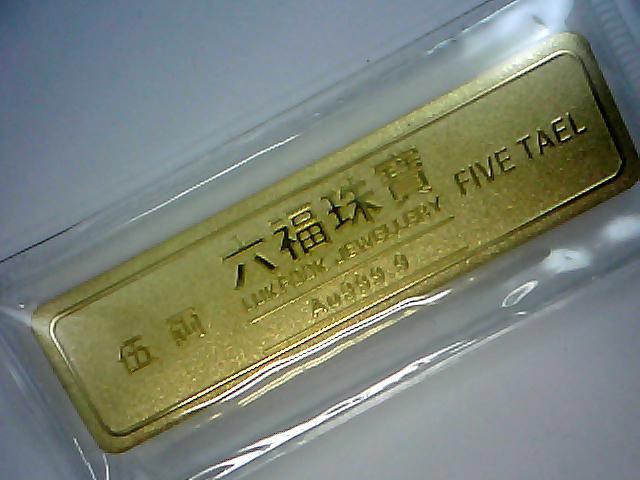 伍 両
六福珠寶
LUKFOOK JEWELLERY
Au999.9
FIVE TAEL